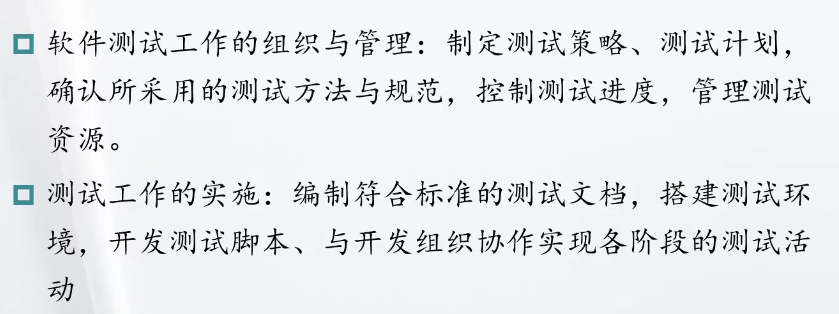 软件测试工作的组织与管理：制定测试策略、测试计划，
确认所采用的测试方法与规范，控制测试进度，管理测试
资源。
测试工作的实施：编制符合标准的测试文档，搭建测试环
境，开发测试脚本、与开发组织协作实现各阶段的测试活
动